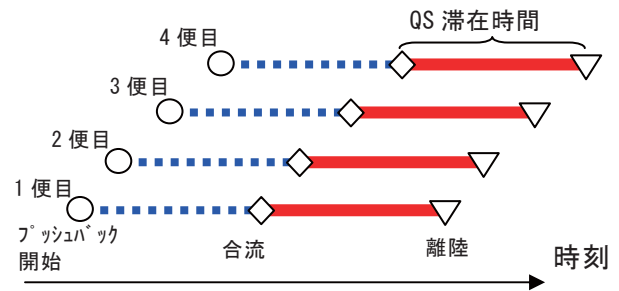 QS 滞在時間
4 便目
3 便目
2 便目
1 便目
プッシュバック
開始
合流
離陸
時刻